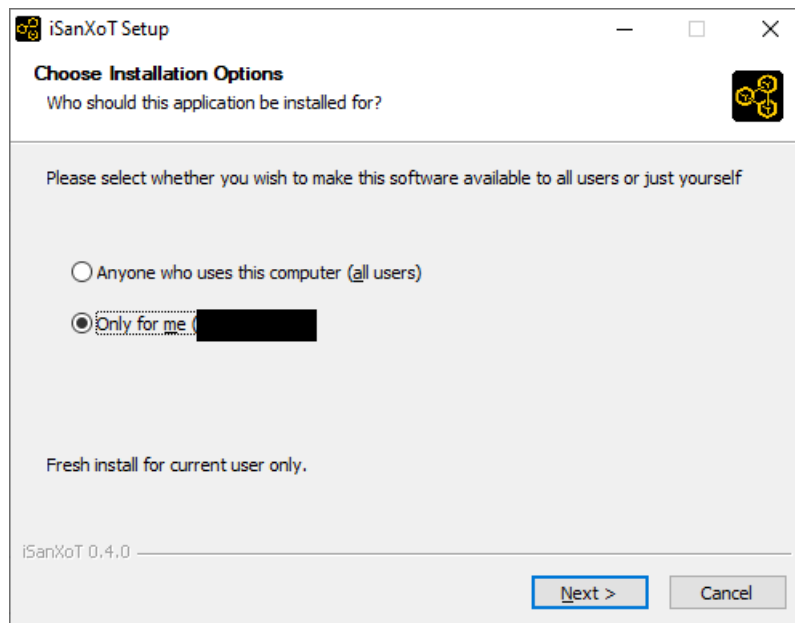 iSanXoT Setup
Choose Installation Options
Who should this application be installed for?
Please select whether you wish to make this software available to all users or just yourself
Anyone who uses this computer (all users)
Only for me (
Fresh install for current user only.
iSanXoT 0.4.0
Next >
Cancel